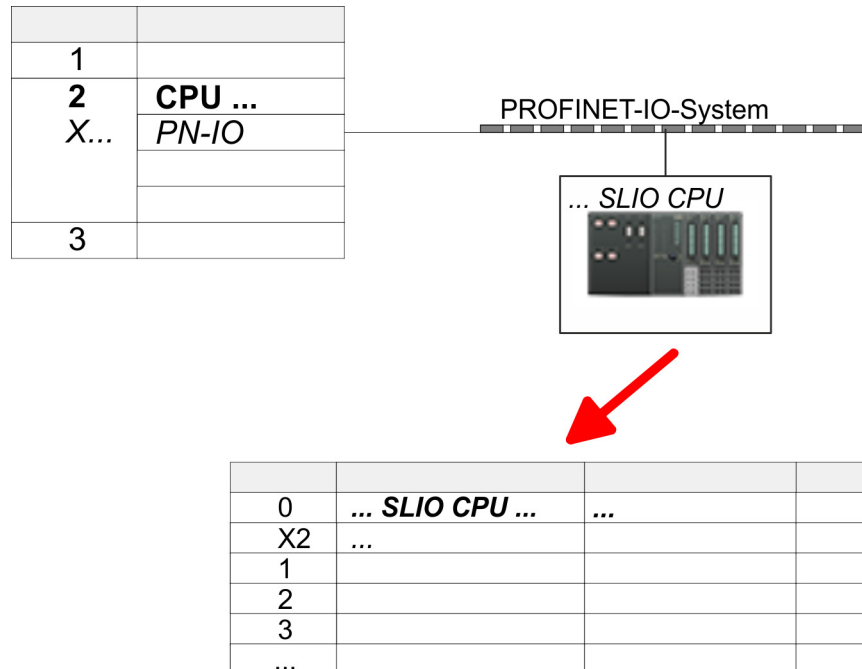 1
2 CPU ...
X... PN-IO
3
PROFINET-IO-System
... SLIO CPU
0 ... SLIO CPU ... ...
X2 ...
1
2
3
...